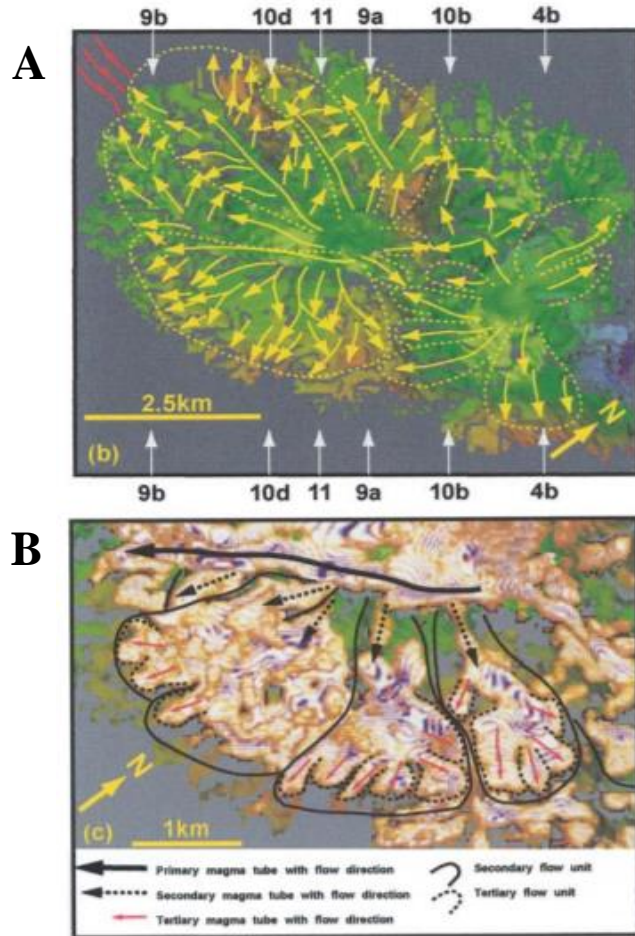 9b 10d 11 9a 10b 4b
A
2.5km
N
(b)
9b 10d 11 9a 10b 4b
B
N
(c)
1km
Primary magma tube with flow direction
Secondary magma tube with flow direction
Tertiary magma tube with flow direction
Secondary flow unit
Tertiary flow unit